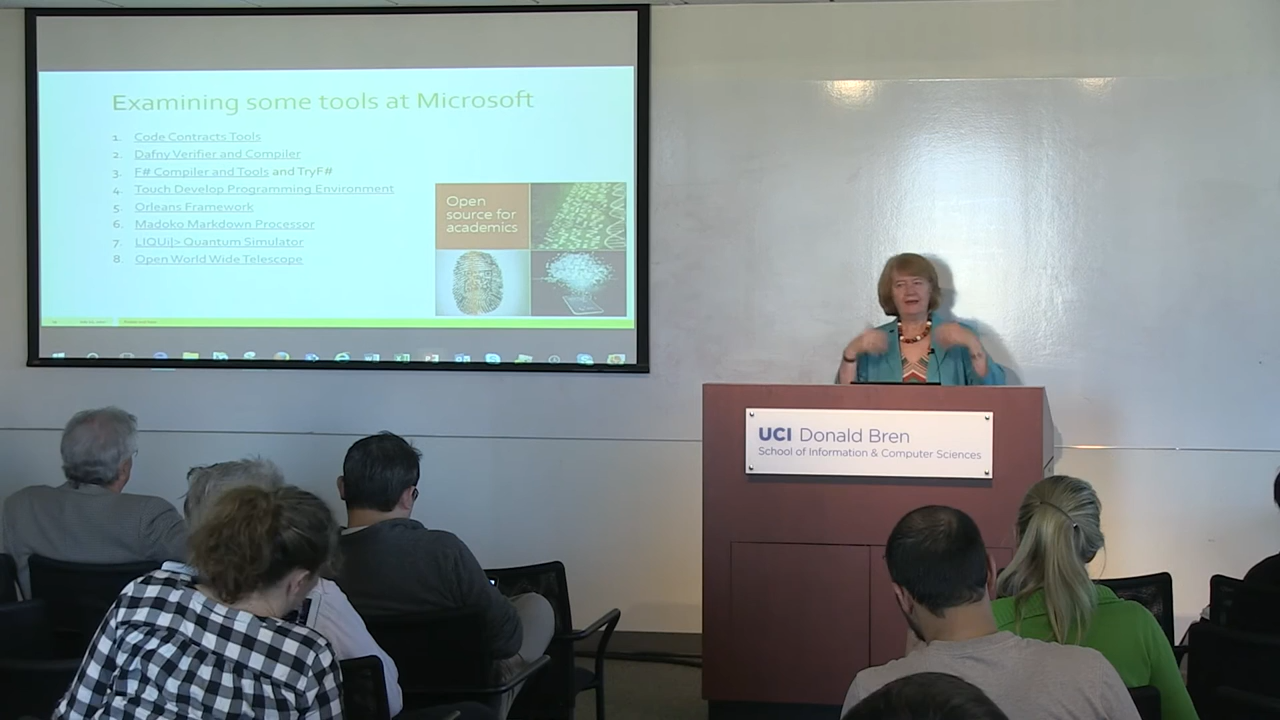 Examining some tools at Microsoft
1. Code Contracts Tools
2. Dafny Verifier and Compiler
3. F# Compiler and Tools and TryF#
4. Touch Develop Programming Environment
5. Orleans Framework
6. Madoko Markdown Processor
7. LIQUi|> Quantum Simulator
8. Open World Wide Telescope
Open
source for
academics
UCI Donald Bren
School of Information & Computer Sciences